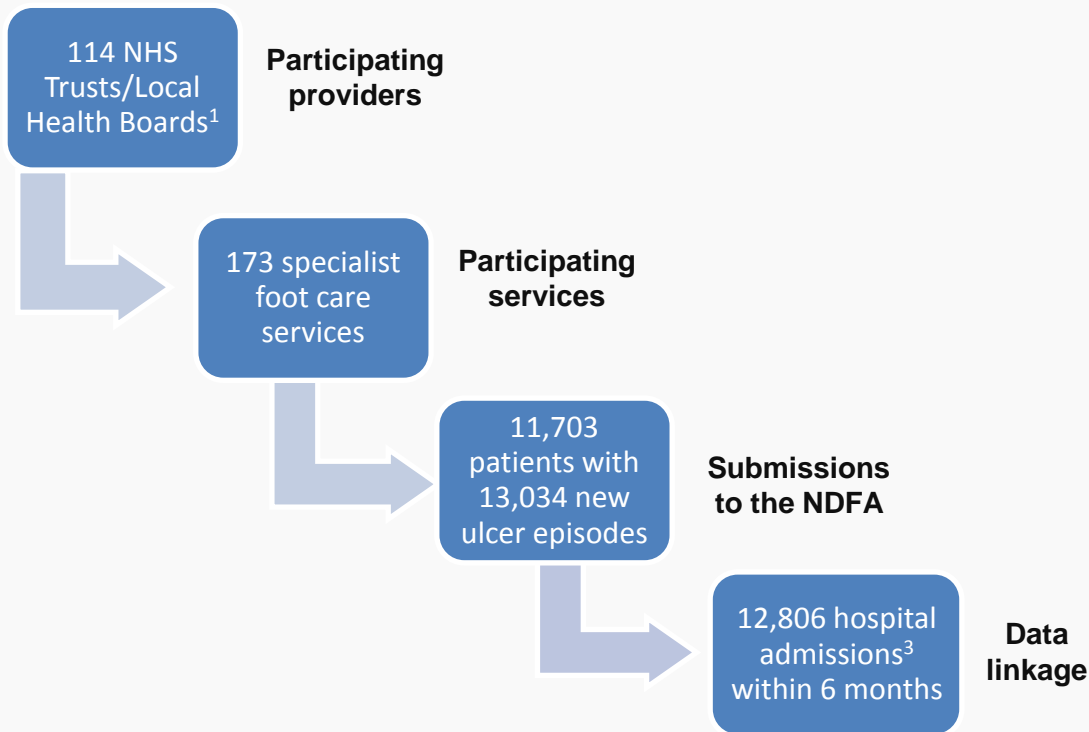 114 NHS
Trusts/Local
Health Boards¹
Participating
providers
173 specialist
foot care
services
Participating
services
11,703
patients with
13,034 new
ulcer episodes
Submissions
to the NDFA
12,806 hospital
admissions³
within 6 months
Data
linkage